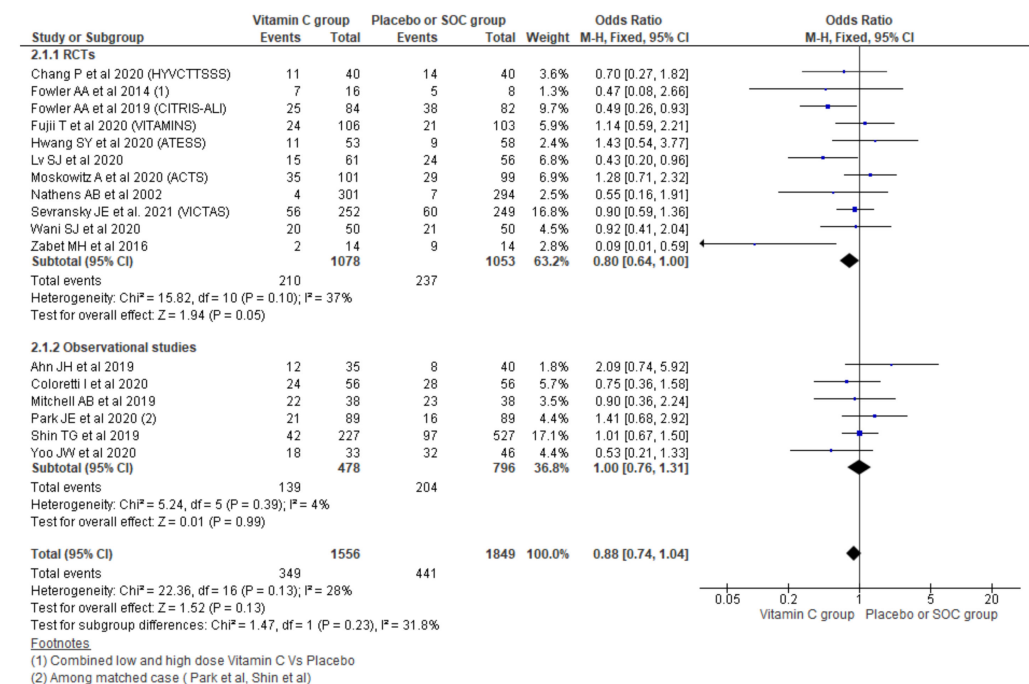 Vitamin C group Placebo or SOC group Odds Ratio Odds Ratio
Study or Subgroup Events Total Events Total Weight M-H, Fixed, 95% CI M-H, Fixed, 95% CI
2.1.1 RCTs
Chang P et al 2020 (HYVCTTSSS) 11 40 14 40 3.6% 0.70 [0.27, 1.82]
Fowler AA et al 2014 (1) 7 16 5 8 1.3% 0.47 [0.08, 2.66]
Fowler AA et al 2019 (CITRIS-ALI) 25 84 38 82 9.7% 0.49 [0.26, 0.93]
Fujii T et al 2020 (VITAMINS) 24 106 21 103 5.9% 1.14 [0.59, 2.21]
Hwang SY et al 2020 (ATESS) 11 53 9 58 2.4% 1.43 [0.54, 3.77]
Lv SJ et al 2020 15 61 24 56 6.8% 0.43 [0.20, 0.96]
Moskowitz A et al 2020 (ACTS) 35 101 29 99 6.9% 1.28 [0.71, 2.32]
Nathens AB et al 2002 4 301 7 294 2.5% 0.55 [0.16, 1.91]
Sevransky JE et al. 2021 (VICTAS) 56 252 60 249 16.8% 0.90 [0.59, 1.36]
Wani SJ et al 2020 20 50 21 50 4.5% 0.92 [0.41, 2.04]
Zabet MH et al 2016 2 14 9 14 2.8% 0.09 [0.01, 0.59]
Subtotal (95% CI) 1078 1053 63.2% 0.80 [0.64, 1.00]
Total events 210 237
Heterogeneity: Chi² = 15.82, df = 10 (P = 0.10); I² = 37%
Test for overall effect: Z = 1.94 (P = 0.05)
2.1.2 Observational studies
Ahn JH et al 2019 12 35 8 40 1.8% 2.09 [0.74, 5.92]
Coloretti I et al 2020 24 56 28 56 5.7% 0.75 [0.36, 1.58]
Mitchell AB et al 2019 22 38 23 38 3.5% 0.90 [0.36, 2.24]
Park JE et al 2020 (2) 21 89 16 89 4.4% 1.41 [0.68, 2.92]
Shin TG et al 2019 42 227 97 527 17.1% 1.01 [0.67, 1.50]
Yoo JW et al 2020 18 33 32 46 4.4% 0.53 [0.21, 1.33]
Subtotal (95% CI) 478 796 36.8% 1.00 [0.76, 1.31]
Total events 139 204
Heterogeneity: Chi² = 5.24, df = 5 (P = 0.39); I² = 4%
Test for overall effect: Z = 0.01 (P = 0.99)
Total (95% CI) 1556 1849 100.0% 0.88 [0.74, 1.04]
Total events 349 441
Heterogeneity: Chi² = 22.36, df = 16 (P = 0.13); I² = 28%
Test for overall effect: Z = 1.52 (P = 0.13)
Test for subgroup differences: Chi² = 1.47, df = 1 (P = 0.23), I² = 31.8%
0.05 0.2 1 5 20
Vitamin C group Placebo or SOC group
Footnotes
(1) Combined low and high dose Vitamin C Vs Placebo
(2) Among matched case ( Park et al, Shin et al)